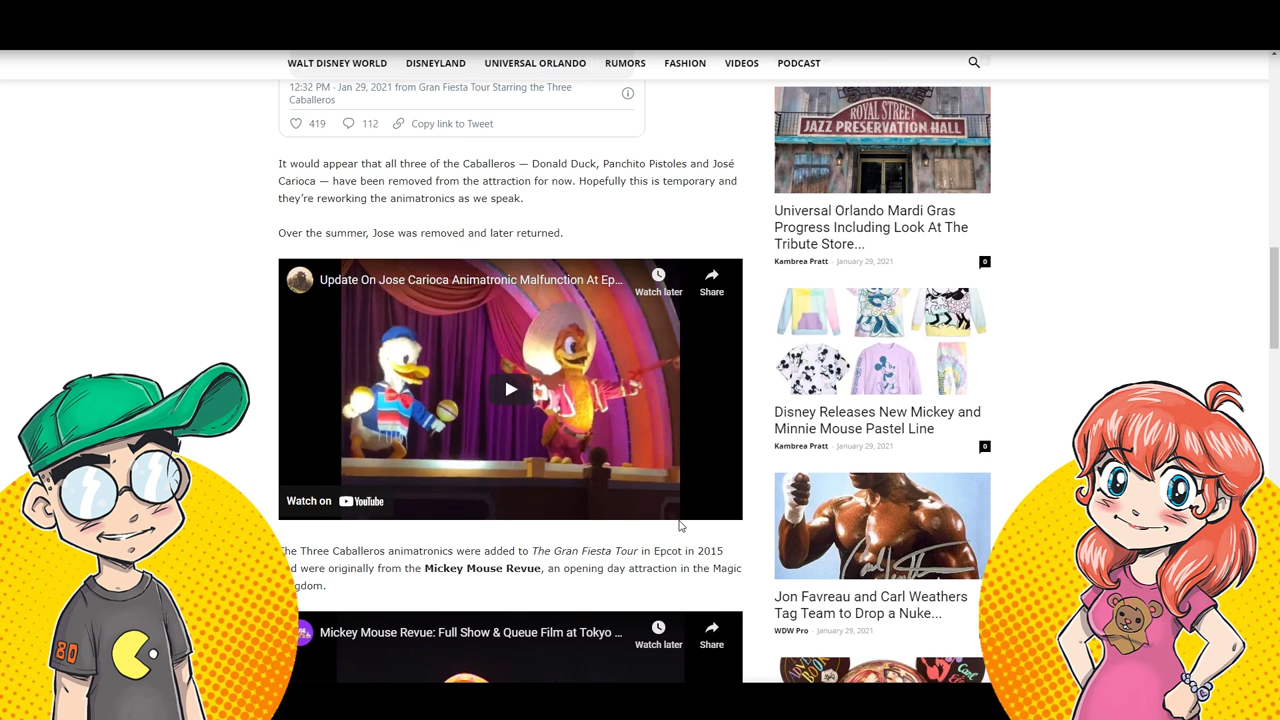 WALT DISNEY WORLD DISNEYLAND UNIVERSAL ORLANDO RUMORS FASHION VIDEOS PODCAST
12:32 PM · Jan 29, 2021 from Gran Fiesta Tour Starring the Three
Caballeros
419 112 Copy link to Tweet
It would appear that all three of the Caballeros — Donald Duck, Panchito Pistoles and José
Carioca — have been removed from the attraction for now. Hopefully this is temporary and
they're reworking the animatronics as we speak.
Over the summer, Jose was removed and later returned.
Update On Jose Carioca Animatronic Malfunction At Ep...
Watch later Share
Watch on YouTube
The Three Caballeros animatronics were added to The Gran Fiesta Tour in Epcot in 2015
were originally from the Mickey Mouse Revue, an opening day attraction in the Magic
Mickey Mouse Revue: Full Show & Queue Film at Tokyo ...
Watch later Share
ROYAL STREET
JAZZ PRESERVATION HALL
Universal Orlando Mardi Gras
Progress Including Look At The
Tribute Store...
Kambrea Pratt - January 29, 2021 0
Disney Releases New Mickey and
Minnie Mouse Pastel Line
Kambrea Pratt - January 29, 2021 0
Jon Favreau and Carl Weathers
Tag Team to Drop a Nuke...
WDW Pro - January 29, 2021 0
80